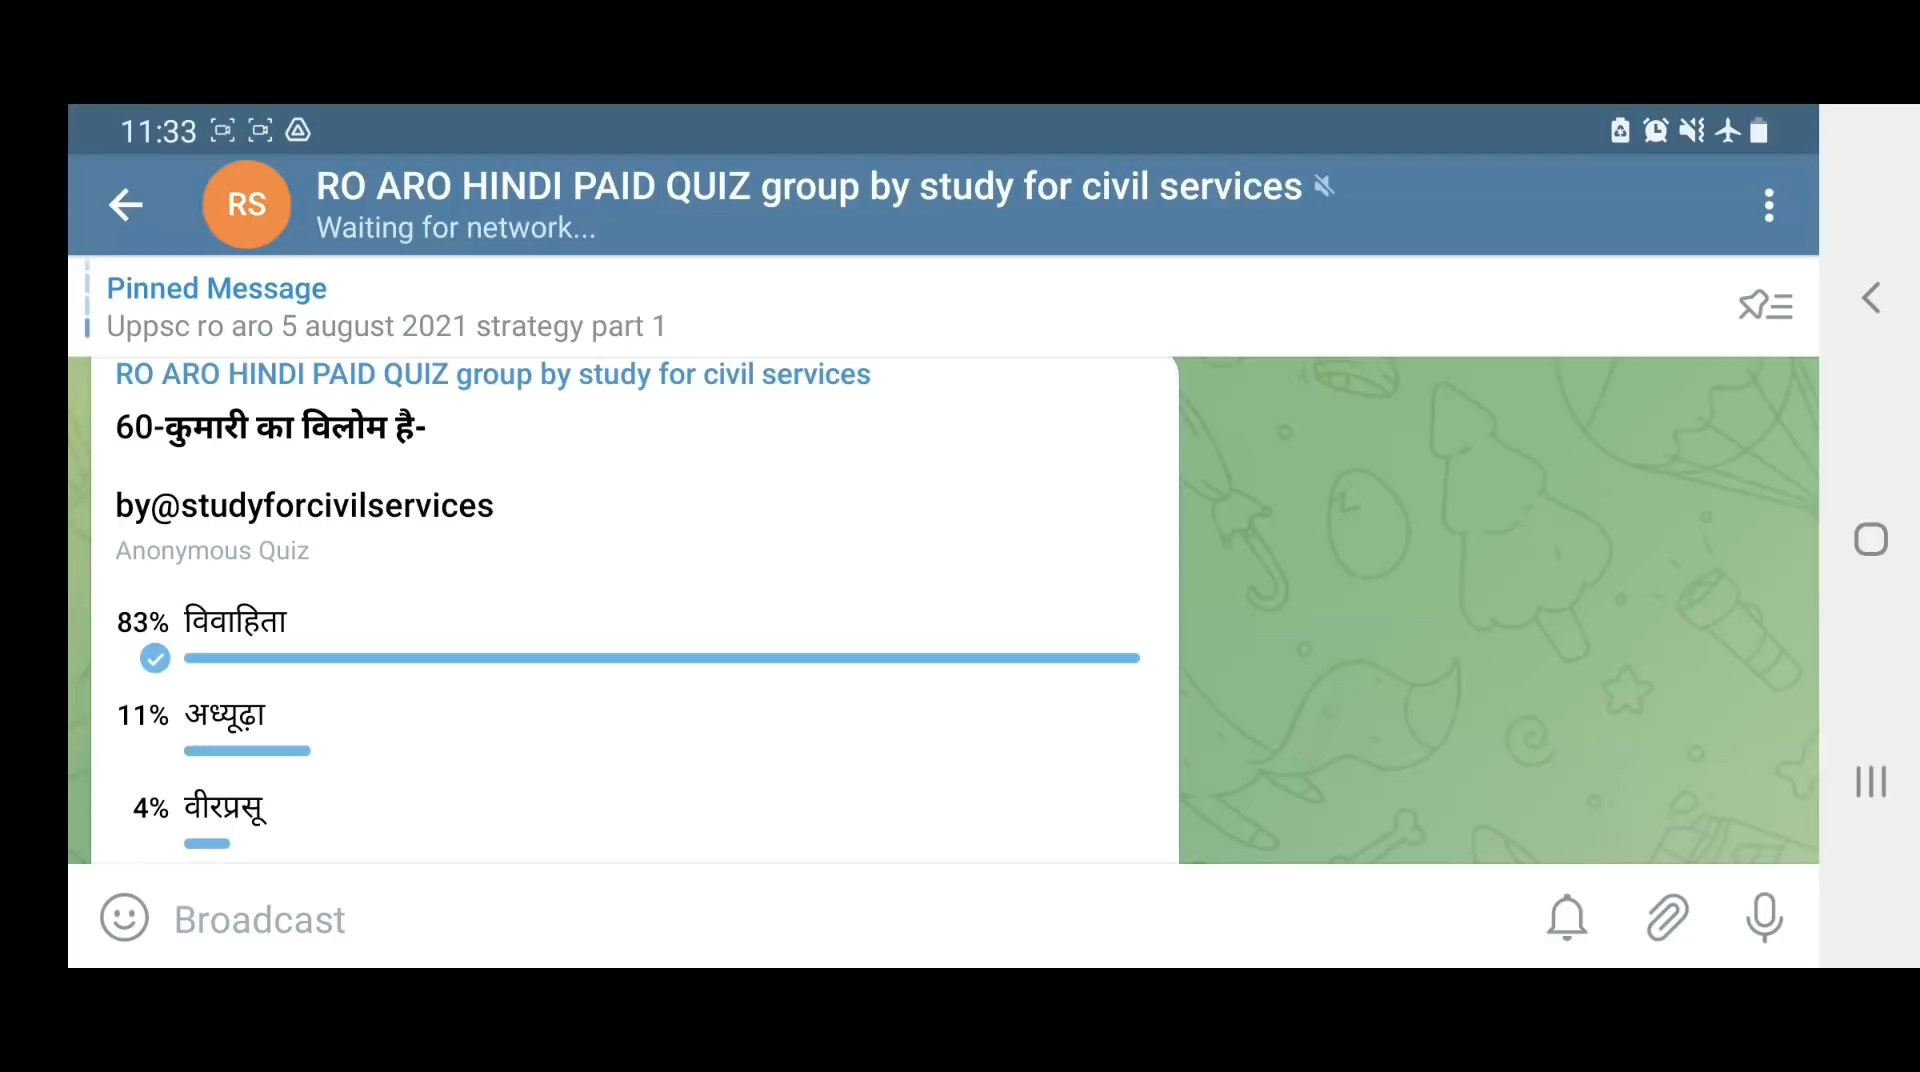 11:33
RS
RO ARO HINDI PAID QUIZ group by study for civil services
Waiting for network...
Pinned Message
Uppsc ro aro 5 august 2021 strategy part 1
RO ARO HINDI PAID QUIZ group by study for civil services
60-कुमारी का विलोम है-
by@studyforcivilservices
Anonymous Quiz
83% विवाहिता
11% अध्यूढ़ा
4% वीरप्रसू
Broadcast